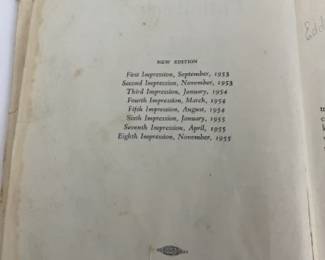 NEW EDITION
First Impression, September, 1953
Second Impression, November, 1953
Third Impression, January, 1954
Fourth Impression, March, 1954
Fifth Impression, August, 1954
Sixth Impression, January, 1955
Seventh Impression, April, 1955
Eighth Impression, November, 1955